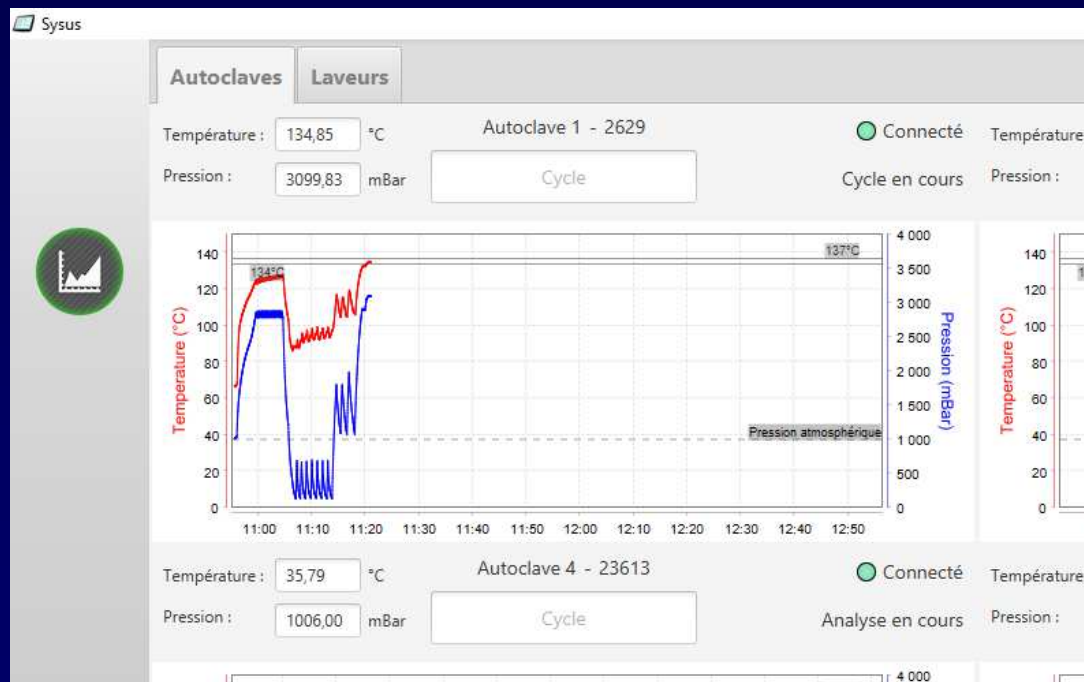 Sysus
Autoclaves
Laveurs
Température : 134,85 °C
Autoclave 1 - 2629
Connecté
Pression : 3099,83 mBar
Cycle
Cycle en cours
Température
Pression :
Temperature (°C)
140
120
100
80
60
40
20
0
134°C
137°C
Pression atmosphérique
4 000
3 500
3 000
2 500
2 000
1 500
1 000
500
0
Pression (mBar)
11:00 11:10 11:20 11:30 11:40 11:50 12:00 12:10 12:20 12:30 12:40 12:50
Temperature (°C)
140
120
100
80
60
40
20
0
1
Température : 35,79 °C
Autoclave 4 - 23613
Connecté
Pression : 1006,00 mBar
Cycle
Analyse en cours
Température
Pression :
4 000